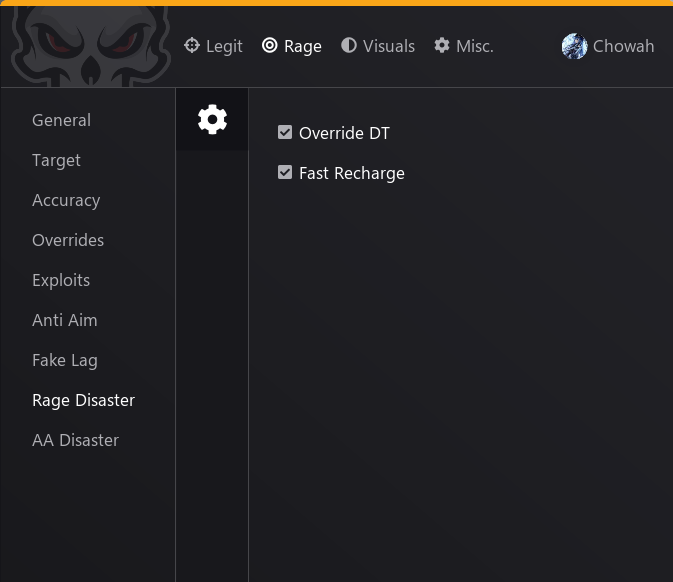 Legit Rage Visuals Misc. Chowah
General
Target
Accuracy
Overrides
Exploits
Anti Aim
Fake Lag
Rage Disaster
AA Disaster
Override DT
Fast Recharge